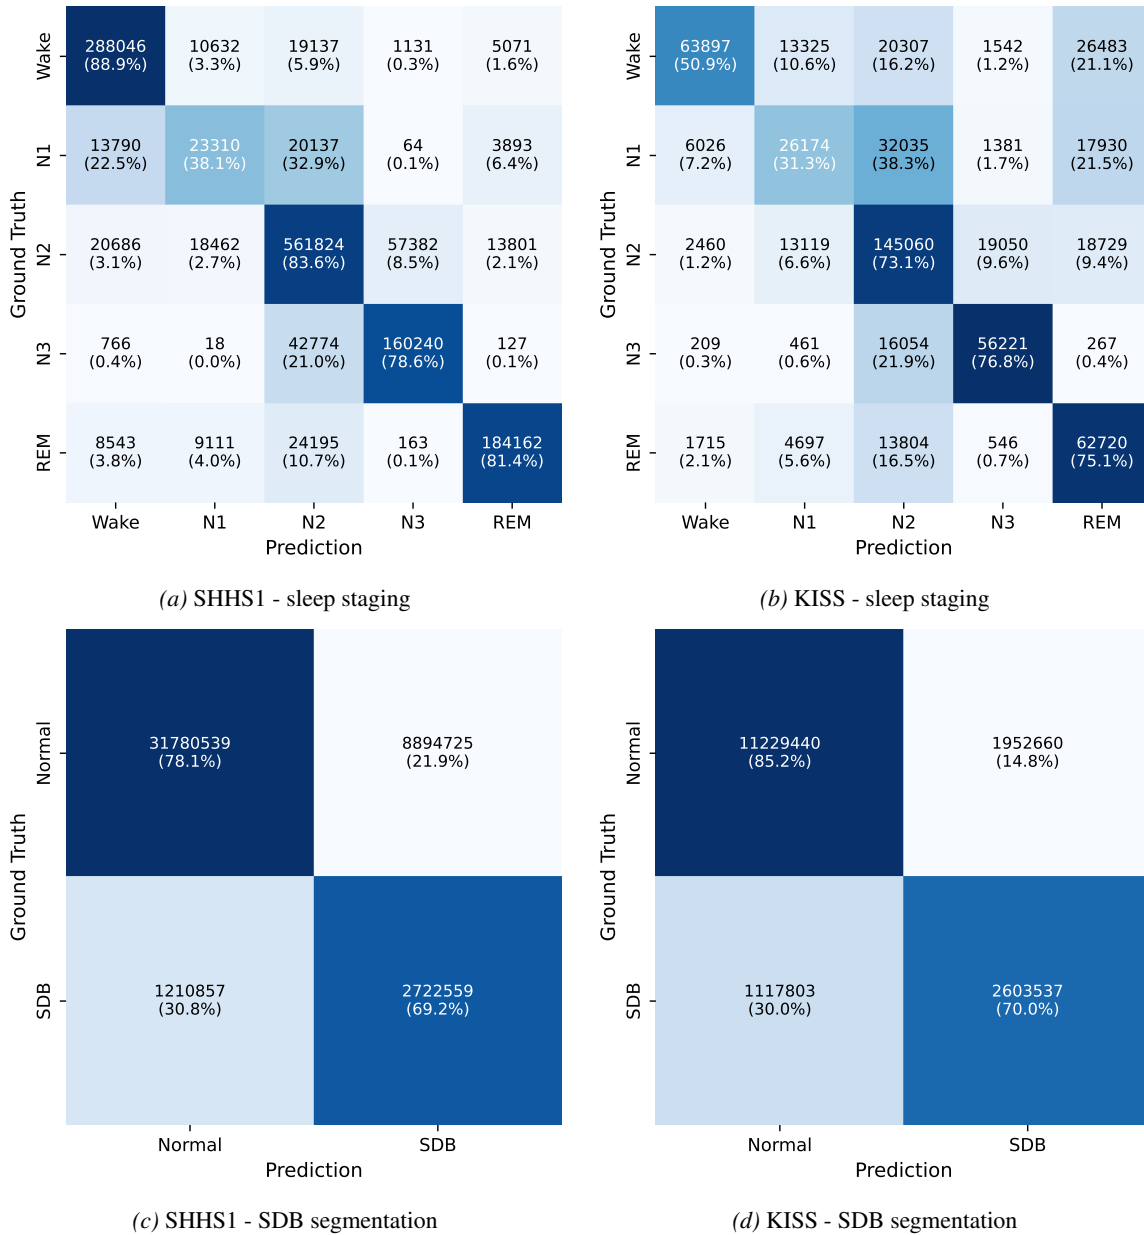 Ground Truth
Wake
288046 10632 19137 1131 5071
(88.9%) (3.3%) (5.9%) (0.3%) (1.6%)
N1
13790 23310 20137 64 3893
(22.5%) (38.1%) (32.9%) (0.1%) (6.4%)
N2
20686 18462 561824 57382 13801
(3.1%) (2.7%) (83.6%) (8.5%) (2.1%)
N3
766 18 42774 160240 127
(0.4%) (0.0%) (21.0%) (78.6%) (0.1%)
REM
8543 9111 24195 163 184162
(3.8%) (4.0%) (10.7%) (0.1%) (81.4%)
Wake N1 N2 N3 REM
Prediction
(a) SHHS1 - sleep staging
Ground Truth
Wake
63897 13325 20307 1542 26483
(50.9%) (10.6%) (16.2%) (1.2%) (21.1%)
N1
6026 26174 32035 1381 17930
(7.2%) (31.3%) (38.3%) (1.7%) (21.5%)
N2
2460 13119 145060 19050 18729
(1.2%) (6.6%) (73.1%) (9.6%) (9.4%)
N3
209 461 16054 56221 267
(0.3%) (0.6%) (21.9%) (76.8%) (0.4%)
REM
1715 4697 13804 546 62720
(2.1%) (5.6%) (16.5%) (0.7%) (75.1%)
Wake N1 N2 N3 REM
Prediction
(b) KISS - sleep staging
Ground Truth
Normal
31780539 8894725
(78.1%) (21.9%)
SDB
1210857 2722559
(30.8%) (69.2%)
Normal SDB
Prediction
(c) SHHS1 - SDB segmentation
Ground Truth
Normal
11229440 1952660
(85.2%) (14.8%)
SDB
1117803 2603537
(30.0%) (70.0%)
Normal SDB
Prediction
(d) KISS - SDB segmentation